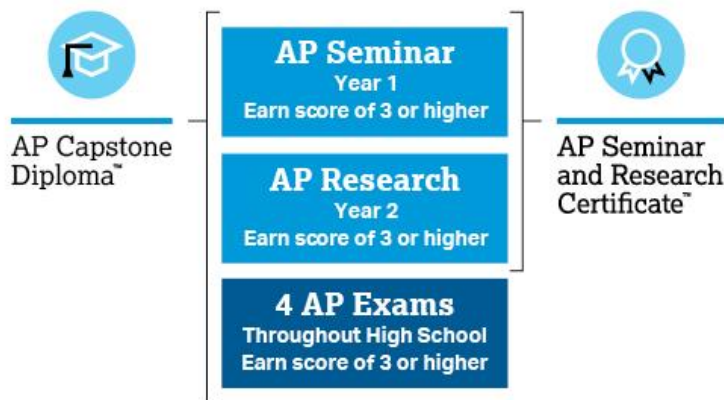 AP Capstone
Diploma™
AP Seminar
Year 1
Earn score of 3 or higher
AP Research
Year 2
Earn score of 3 or higher
4 AP Exams
Throughout High School
Earn score of 3 or higher
AP Seminar
and Research
Certificate™